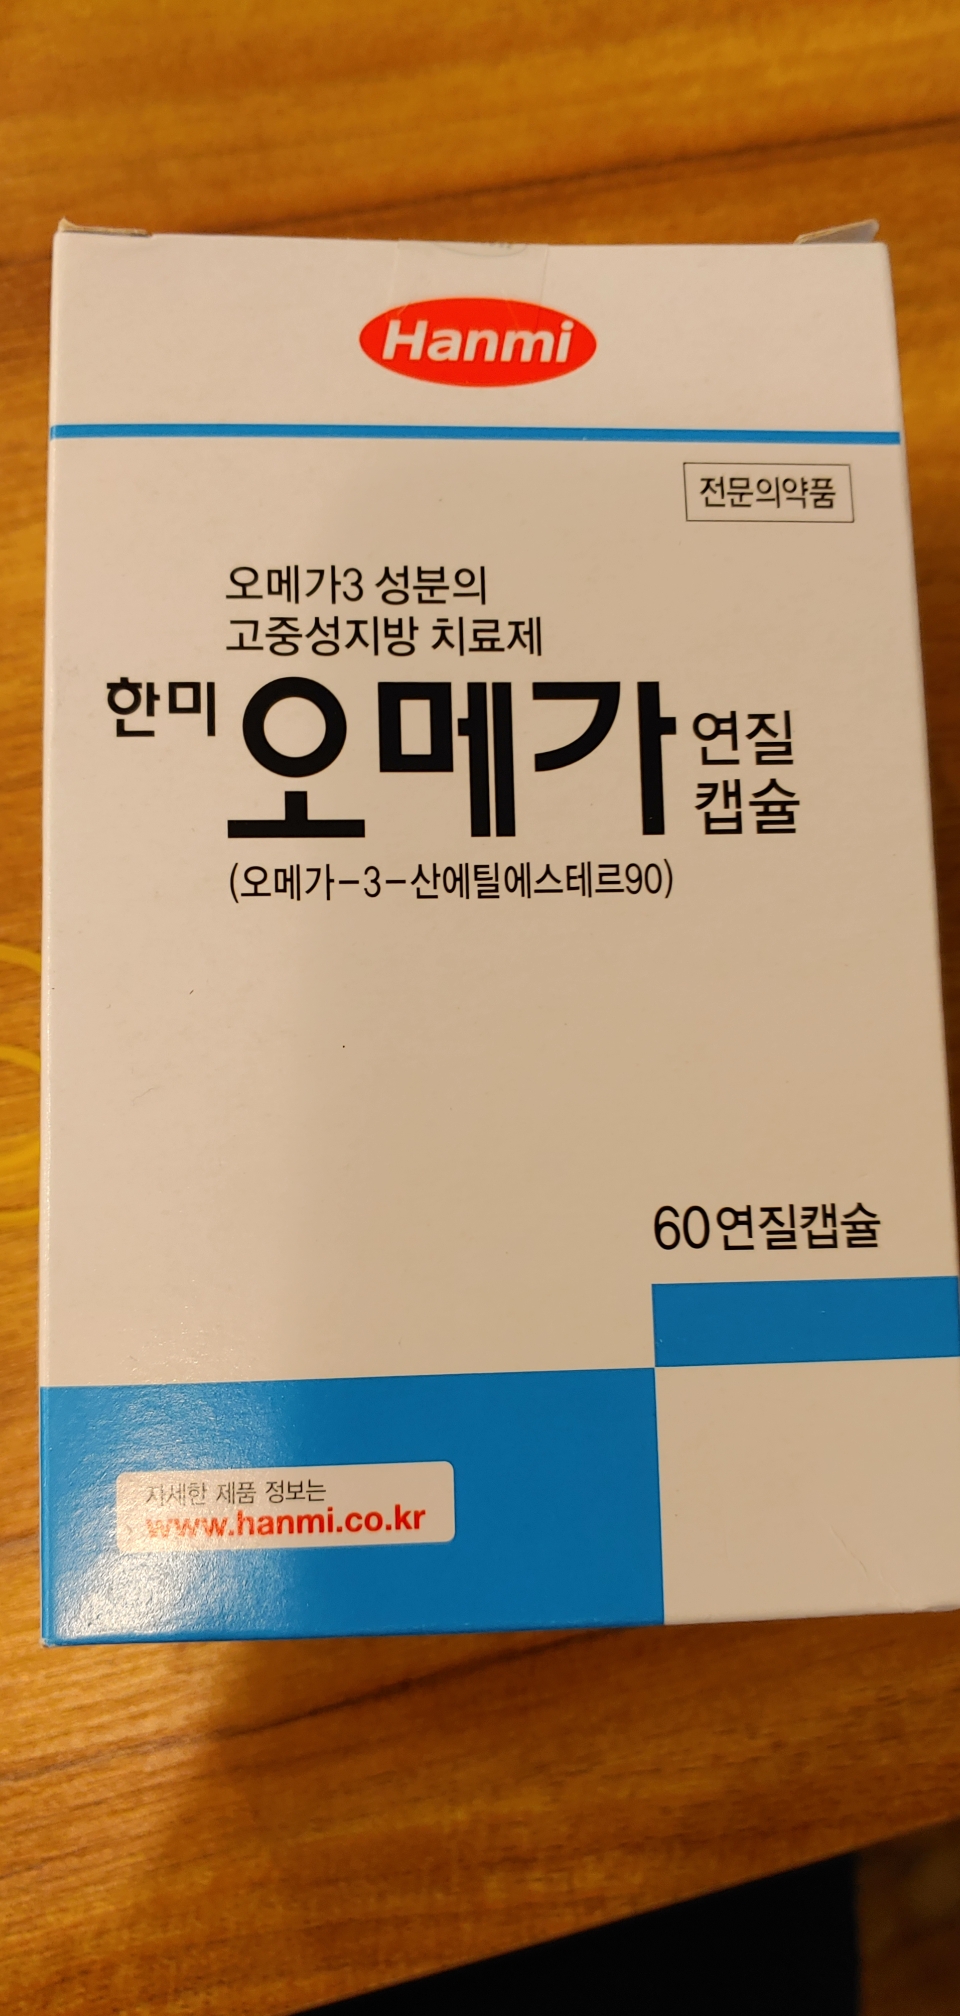 Hanmi
전문의약품
오메가3 성분의
고중성지방 치료제
한미 오메가 연질
캡슐
(오메가-3-산에틸에스테르90)
60연질캡슐
자세한 제품 정보는
www.hanmi.co.kr